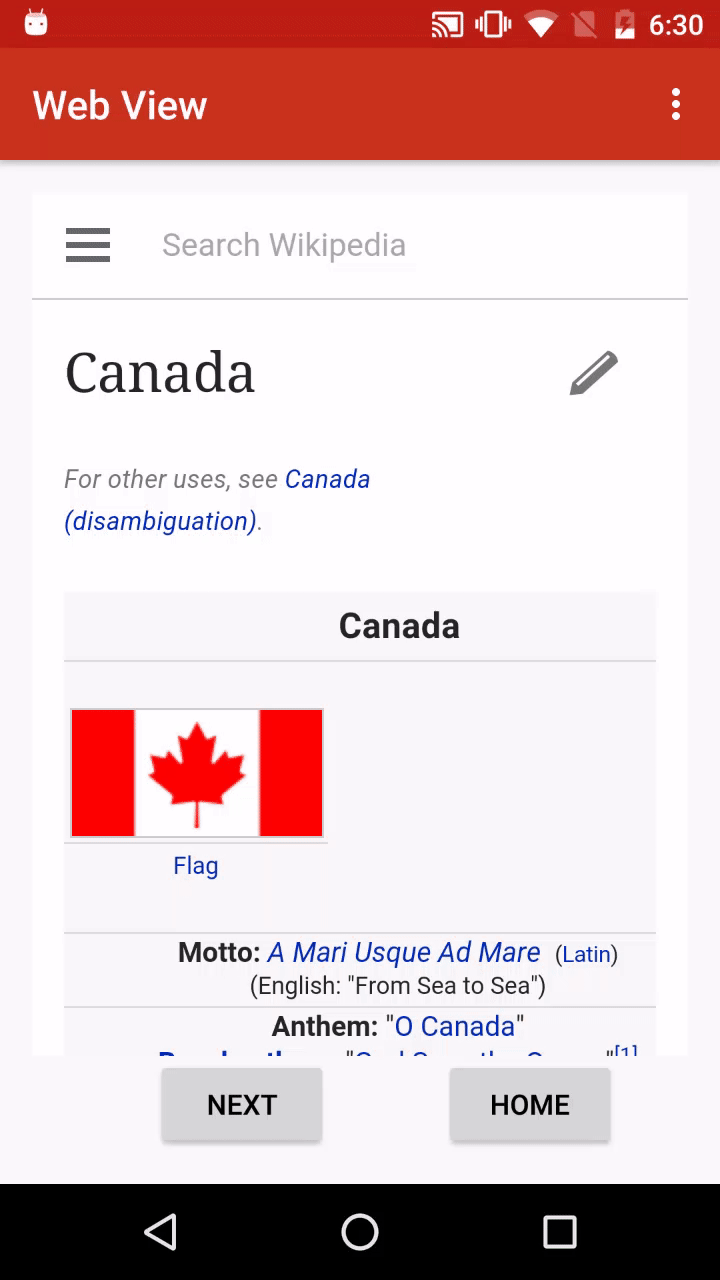 6:30
Web View
Search Wikipedia
Canada
For other uses, see Canada
(disambiguation).
Canada
Flag
Motto: A Mari Usque Ad Mare (Latin)
(English: "From Sea to Sea")
Anthem: "O Canada"
[1]
NEXT
HOME